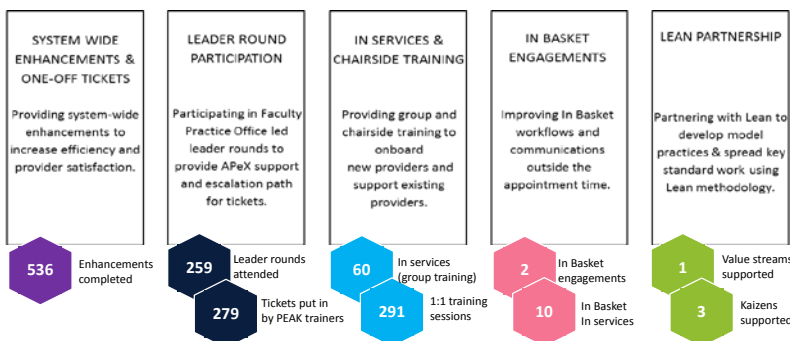 SYSTEM WIDE
ENHANCEMENTS &
ONE-OFF TICKETS
Providing system-wide
enhancements to
increase efficiency and
provider satisfaction.
536
Enhancements
completed
LEADER ROUND
PARTICIPATION
Participating in Faculty
Practice Office led
leader rounds to
provide APeX support
and escalation path
for tickets.
259
Leader rounds
attended
279
Tickets put in
by PEAK trainers
IN SERVICES &
CHAIRSIDE TRAINING
Providing group and
chairside training to
onboard
new providers and
support existing
providers.
60
In services
(group training)
291
1:1 training
sessions
IN BASKET
ENGAGEMENTS
Improving In Basket
workflows and
communications
outside the
appointment time.
2
In Basket
engagements
10
In Basket
In services
LEAN PARTNERSHIP
Partnering with Lean to
develop model
practices & spread key
standard work using
Lean methodology.
1
Value streams
supported
3
Kaizens
supported